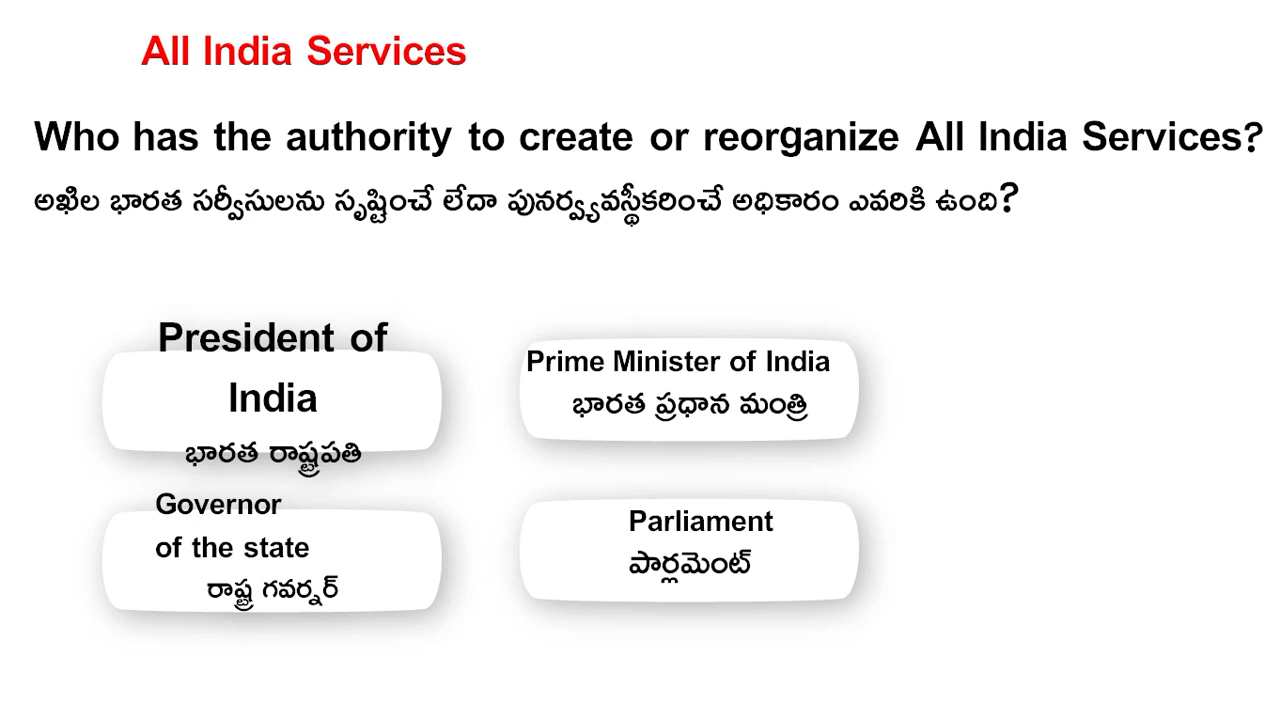 All India Services
Who has the authority to create or reorganize All India Services?
అఖిల భారత సర్వీసులను సృష్టించే లేదా పునర్వ్యవస్థీకరించే అధికారం ఎవరికి ఉంది?
President of
India
భారత రాష్ట్రపతి
Prime Minister of India
భారత ప్రధాన మంత్రి
Governor
of the state
రాష్ట్ర గవర్నర్
Parliament
పార్లమెంట్